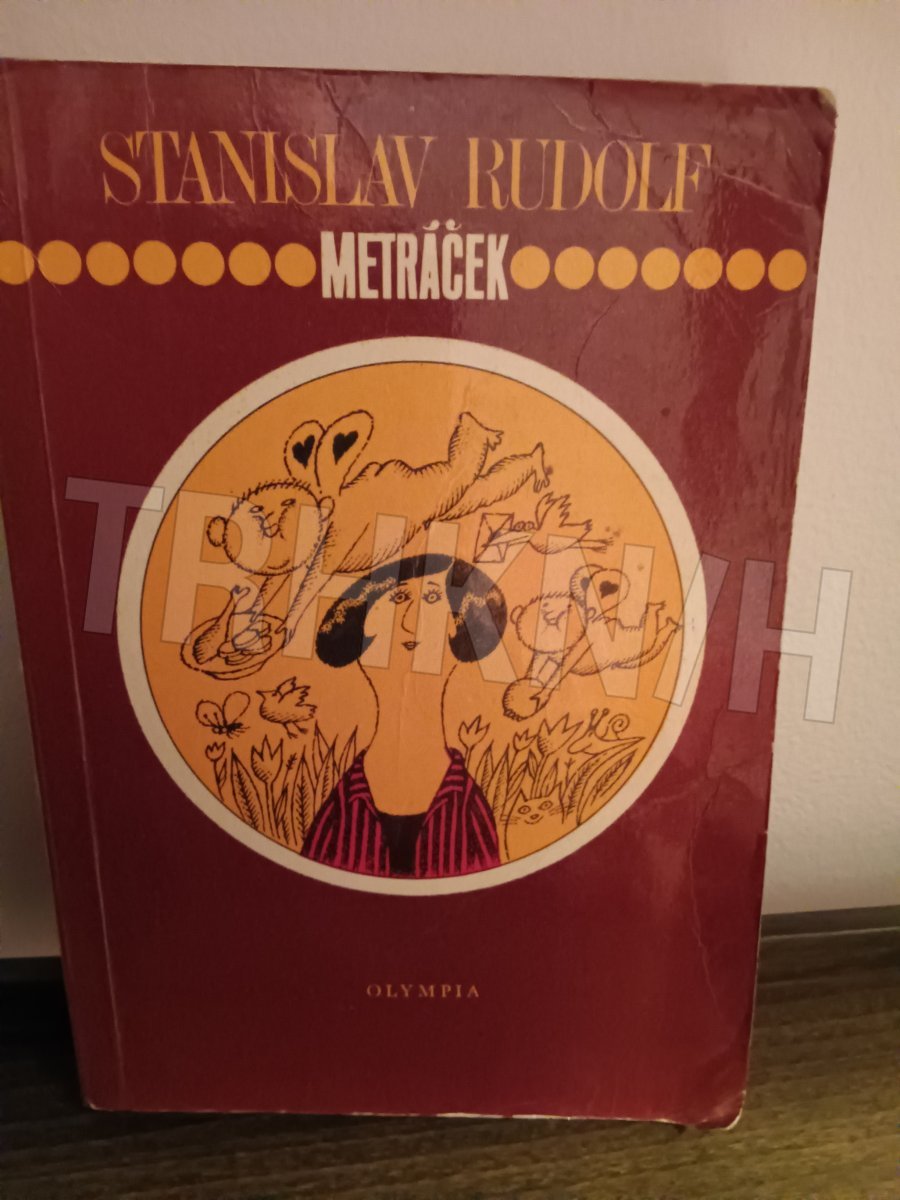 STANISLAV RUDOLF
METRÁČEK
TRHKNIH
OLYMPIA